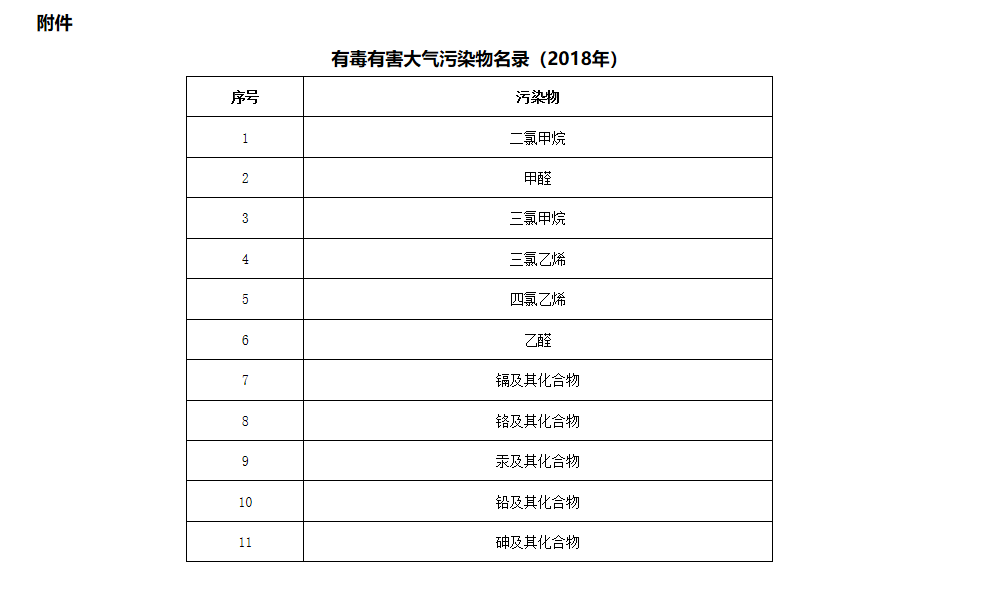 附件
有毒有害大气污染物名录（2018年）
序号 污染物
1 二氯甲烷
2 甲醛
3 三氯甲烷
4 三氯乙烯
5 四氯乙烯
6 乙醛
7 镉及其化合物
8 铬及其化合物
9 汞及其化合物
10 铅及其化合物
11 砷及其化合物